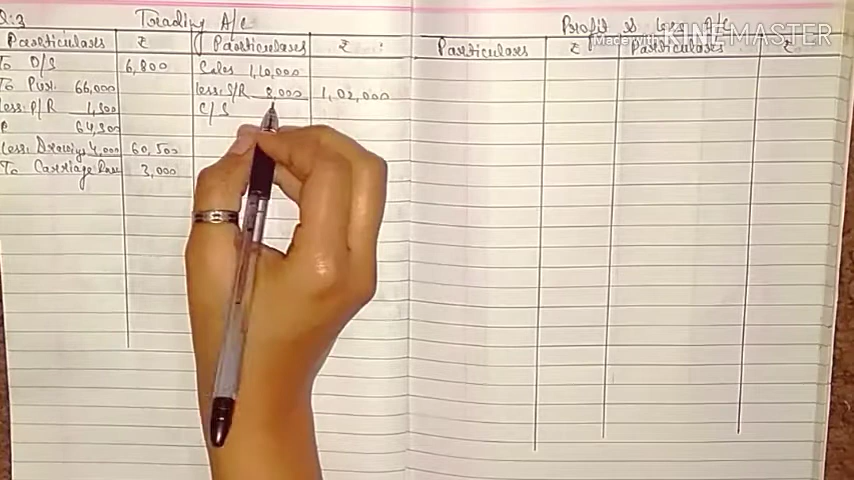 Q.3 Trading A/c
Particulars ₹ Particulars ₹
To O/S 6,800 Sales 1,10,000
To Pur. 66,000 less: S/R 8,000 1,02,000
less: P/R 1,500 C/S
64,500
less: Drawings 4,000 60,500
To Carriage 3,000
Profit & Loss A/c
Particulars ₹ Particulars ₹
Made with KINEMASTER